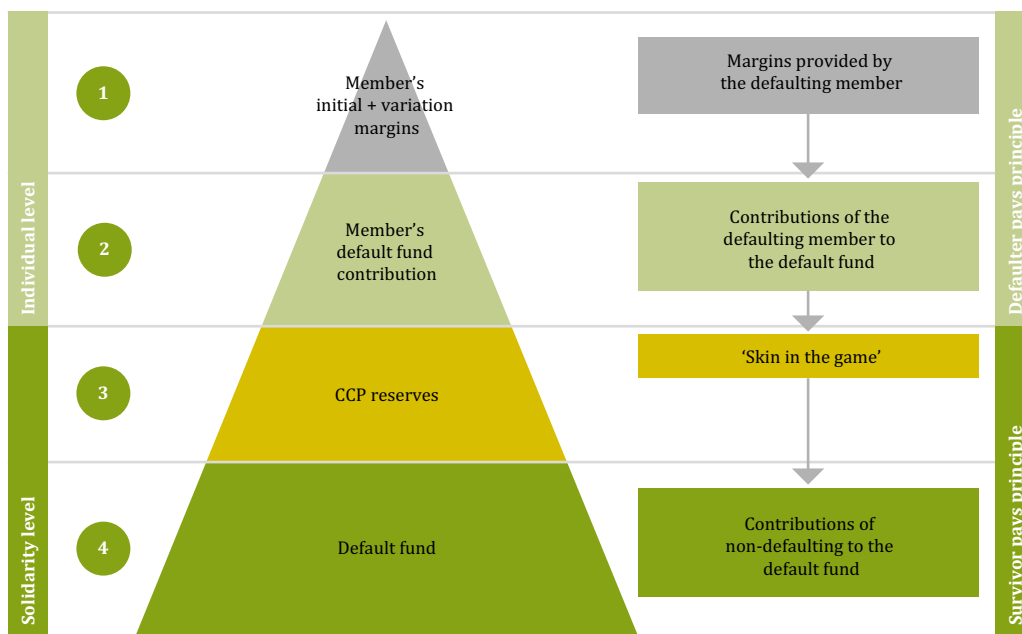 Individual level
Solidarity level
1
Member’s
initial + variation
margins
Margins provided by
the defaulting member
2
Member’s
default fund
contribution
Contributions of the
defaulting member to
the default fund
3
CCP reserves
‘Skin in the game’
4
Default fund
Contributions of
non-defaulting to the
default fund
Defaulter pays principle
Survivor pays principle